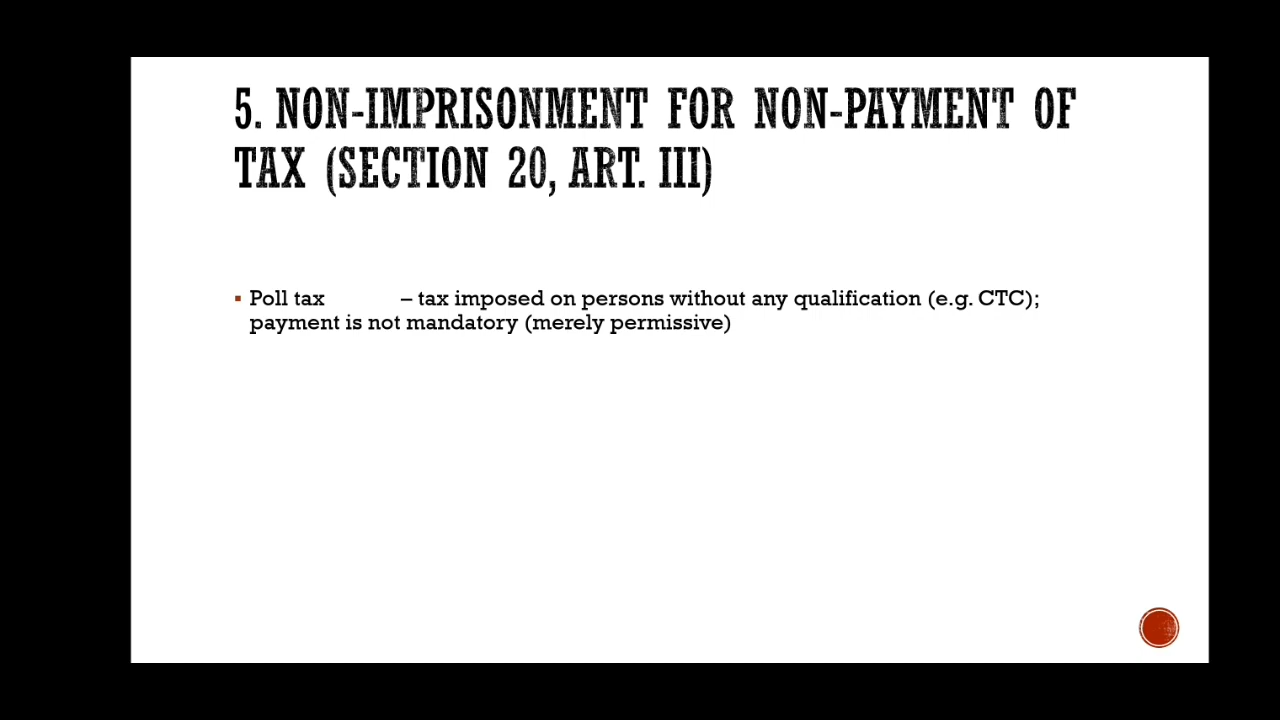 5. NON-IMPRISONMENT FOR NON-PAYMENT OF
TAX (SECTION 20, ART. III)
▪ Poll tax – tax imposed on persons without any qualification (e.g. CTC);
payment is not mandatory (merely permissive)